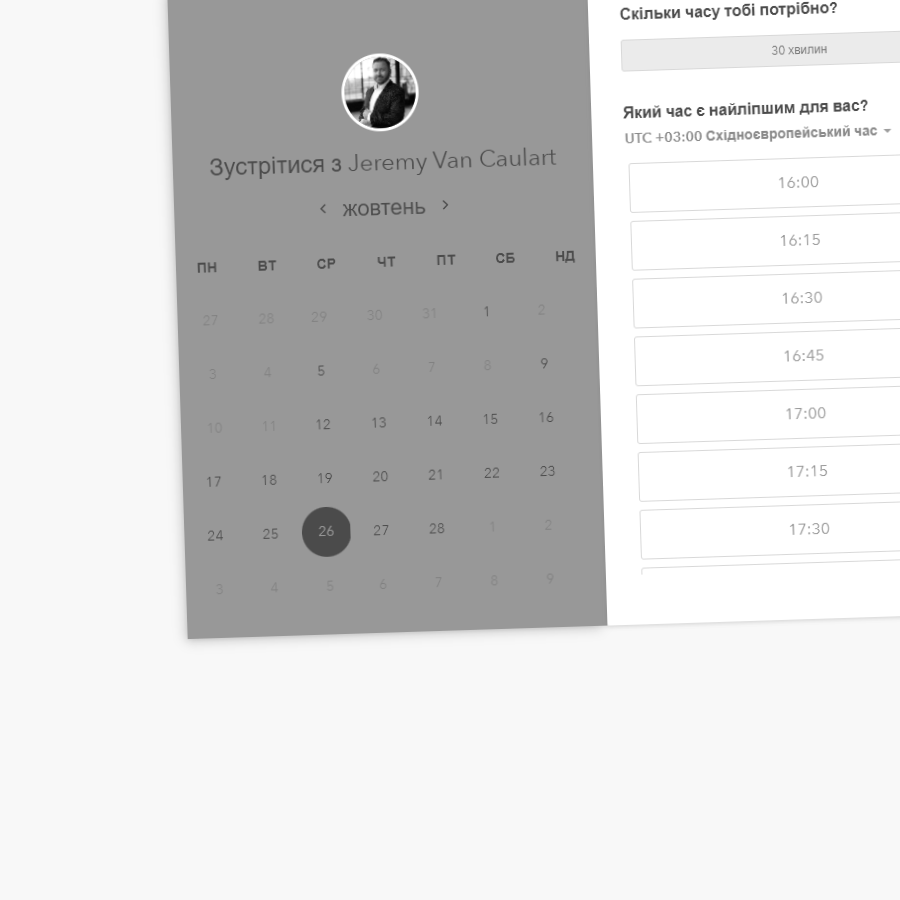 Зустрітися з Jeremy Van Caulart
жовтень
ПН ВТ СР ЧТ ПТ СБ НД
27 28 29 30 31 1 2
3 4 5 6 7 8 9
10 11 12 13 14 15 16
17 18 19 20 21 22 23
24 25 26 27 28 1 2
3 4 5 6 7 8 9
Скільки часу тобі потрібно?
30 хвилин
Який час є найліпшим для вас?
UTC +03:00 Східноєвропейський час
16:00
16:15
16:30
16:45
17:00
17:15
17:30